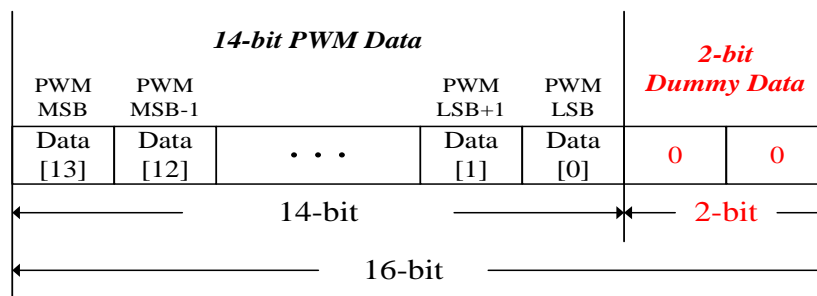 14-bit PWM Data
2-bit
Dummy Data
PWM MSB
PWM MSB-1
PWM LSB+1
PWM LSB
Data [13]
Data [12]
...
Data [1]
Data [0]
0
0
14-bit
2-bit
16-bit